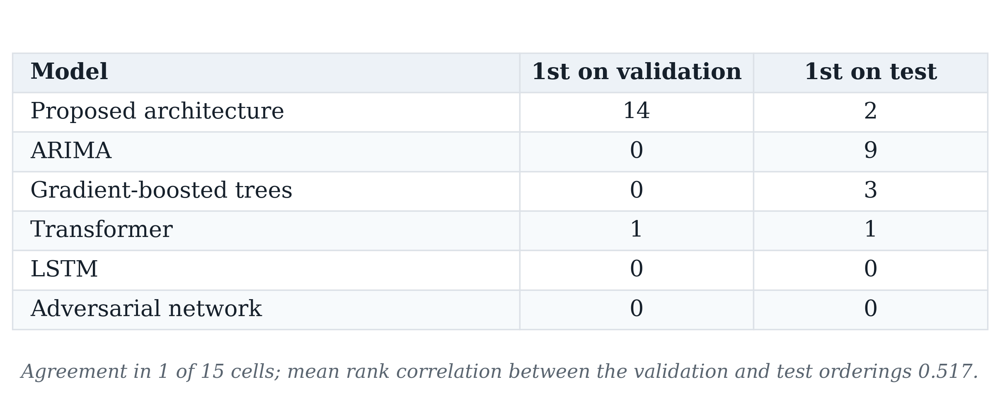 Model 1st on validation 1st on test
Proposed architecture 14 2
ARIMA 0 9
Gradient-boosted trees 0 3
Transformer 1 1
LSTM 0 0
Adversarial network 0 0
Agreement in 1 of 15 cells; mean rank correlation between the validation and test orderings 0.517.